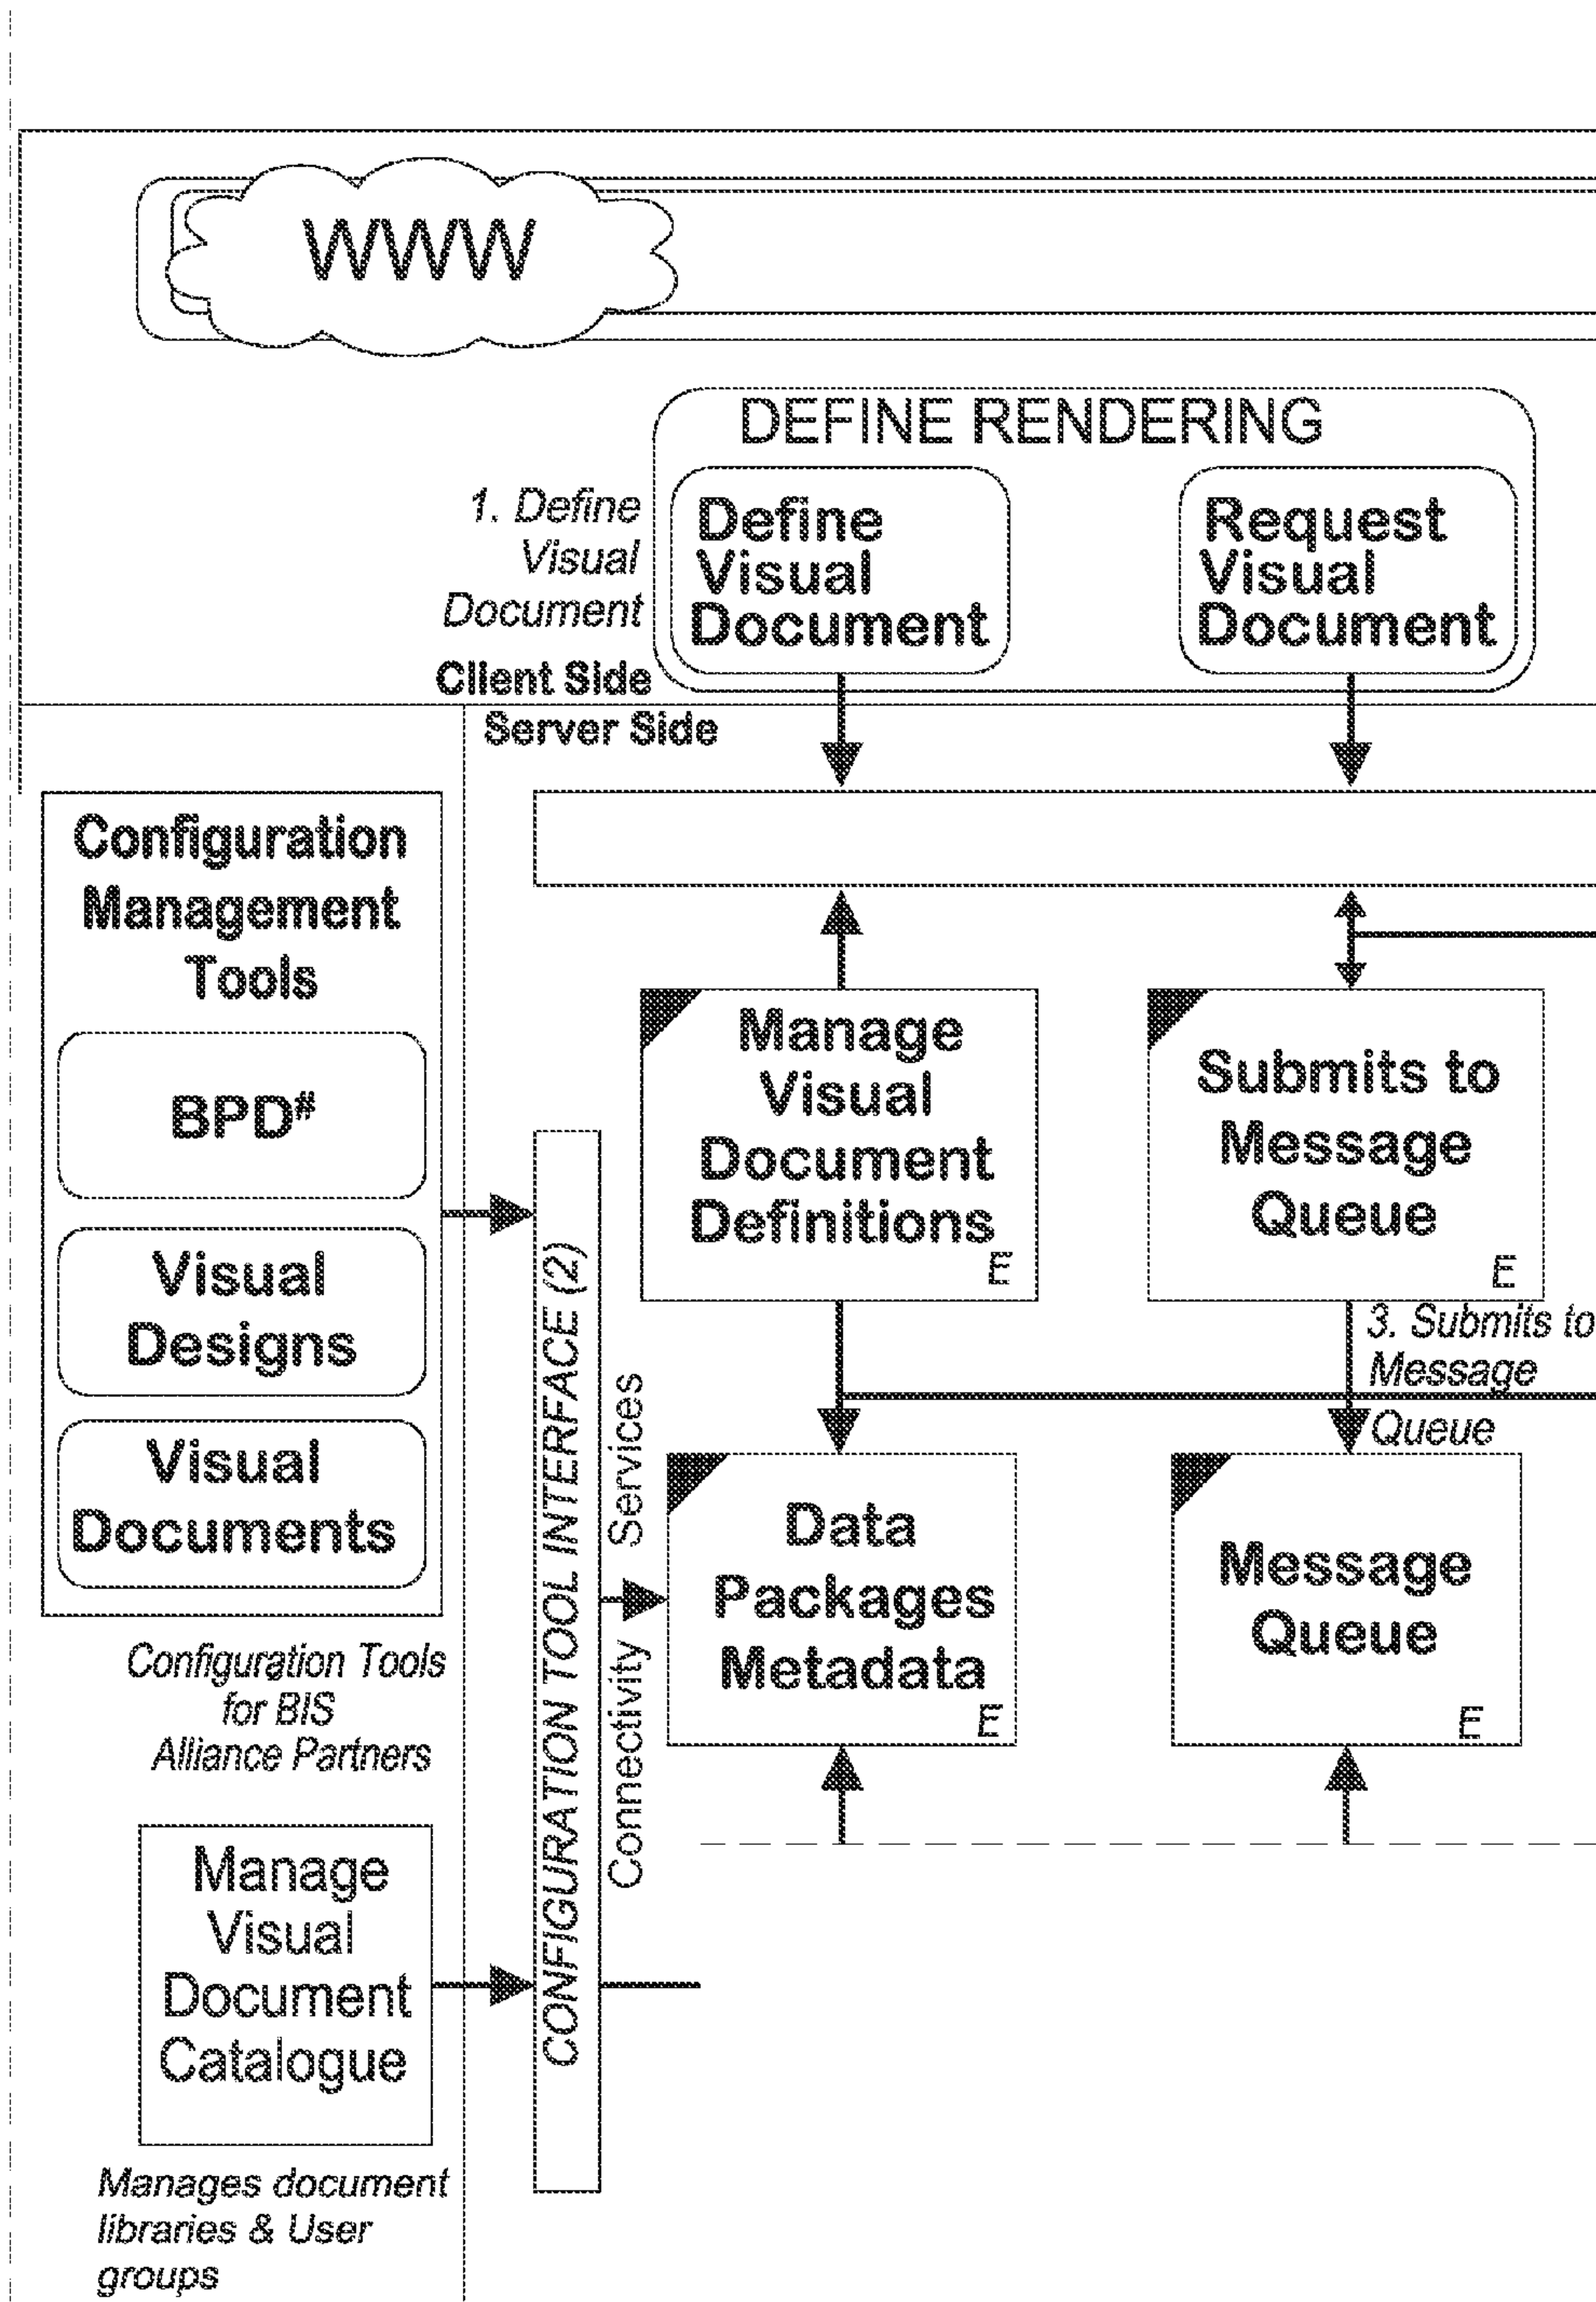 WWW
DEFINE RENDERING
1. Define
Visual
Document
Define
Visual
Document
Request
Visual
Document
Client Side
Server Side
Configuration
Management
Tools
BPD#
Visual
Designs
Visual
Documents
Configuration Tools
for BIS
Alliance Partners
Manage
Visual
Document
Catalogue
Manages document
libraries & User
groups
CONFIGURATION TOOL INTERFACE (2)
Connectivity Services
Manage
Visual
Document
Definitions
E
Submits to
Message
Queue
E
3. Submits to
Message
Queue
Data
Packages
Metadata
E
Message
Queue
E